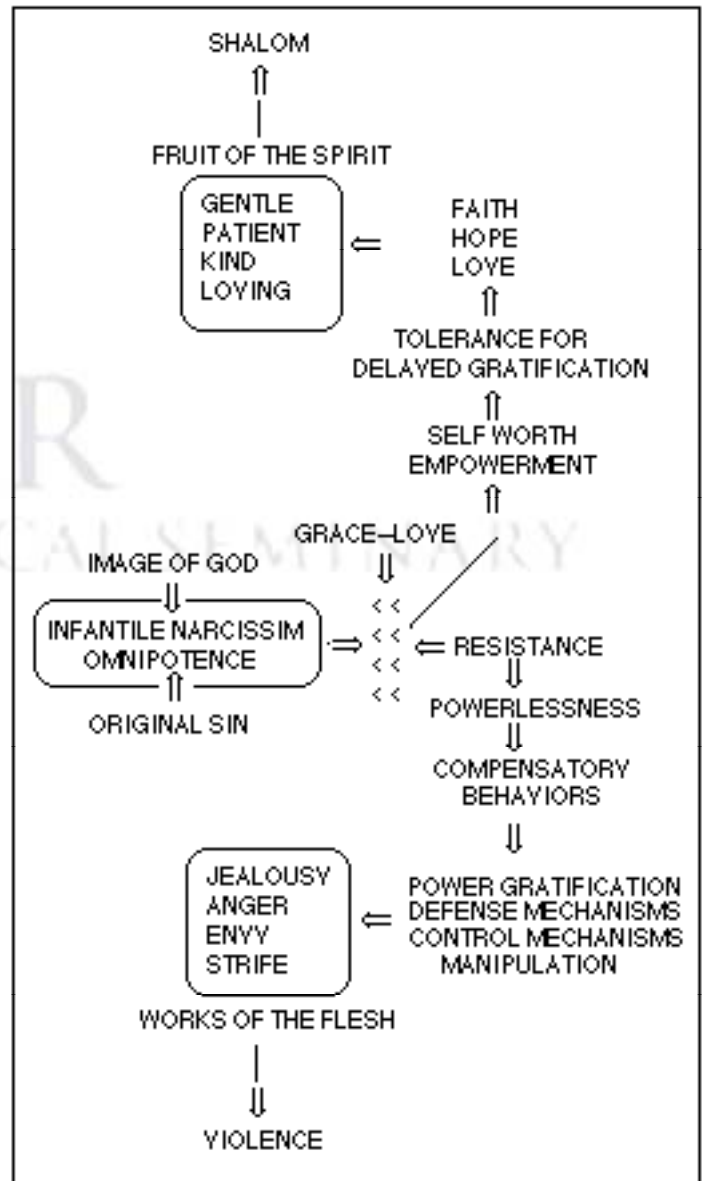 SHALOM
FRUIT OF THE SPIRIT
GENTLE
PATIENT
KIND
LOVING
FAITH
HOPE
LOVE
TOLERANCE FOR
DELAYED GRATIFICATION
SELF WORTH
EMPOWERMENT
GRACE–LOVE
IMAGE OF GOD
INFANTILE NARCISSIM
OMNIPOTENCE
ORIGINAL SIN
< <
< <
< <
< <
RESISTANCE
POWERLESSNESS
COMPENSATORY
BEHAVIORS
POWER GRATIFICATION
DEFENSE MECHANISMS
CONTROL MECHANISMS
MANIPULATION
JEALOUSY
ANGER
ENVY
STRIFE
WORKS OF THE FLESH
VIOLENCE
R
CAL SEMINARY